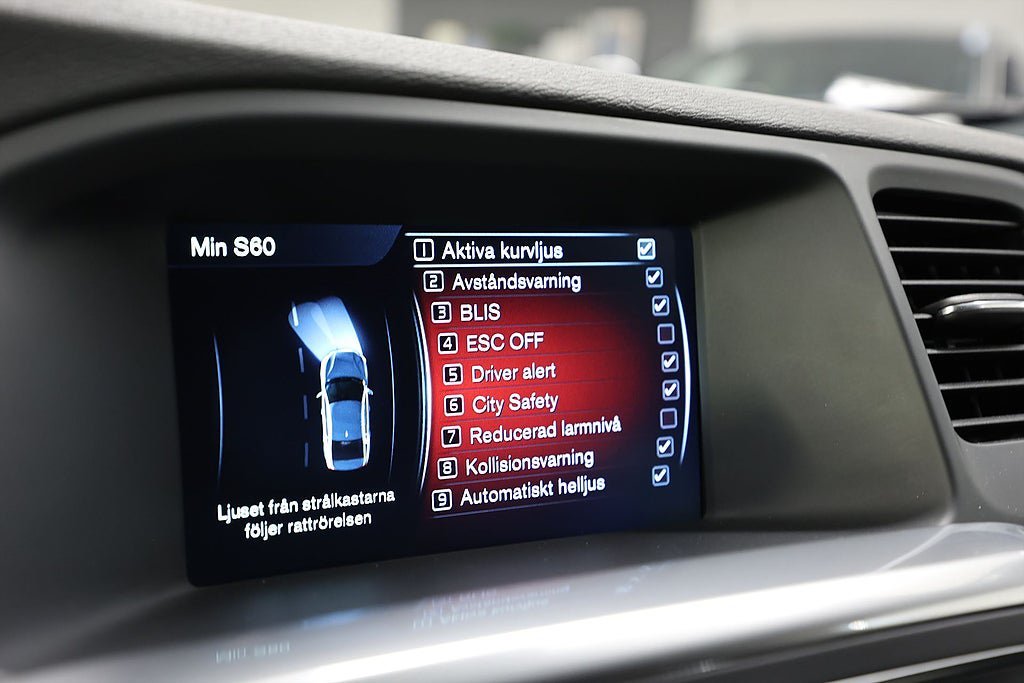 Min S60
1 Aktiva kurvljus
2 Avståndsvarning
3 BLIS
4 ESC OFF
5 Driver alert
6 City Safety
7 Reducerad larmnivå
8 Kollisionsvarning
9 Automatiskt helljus
Ljuset från strålkastarna
följer rattrörelsen